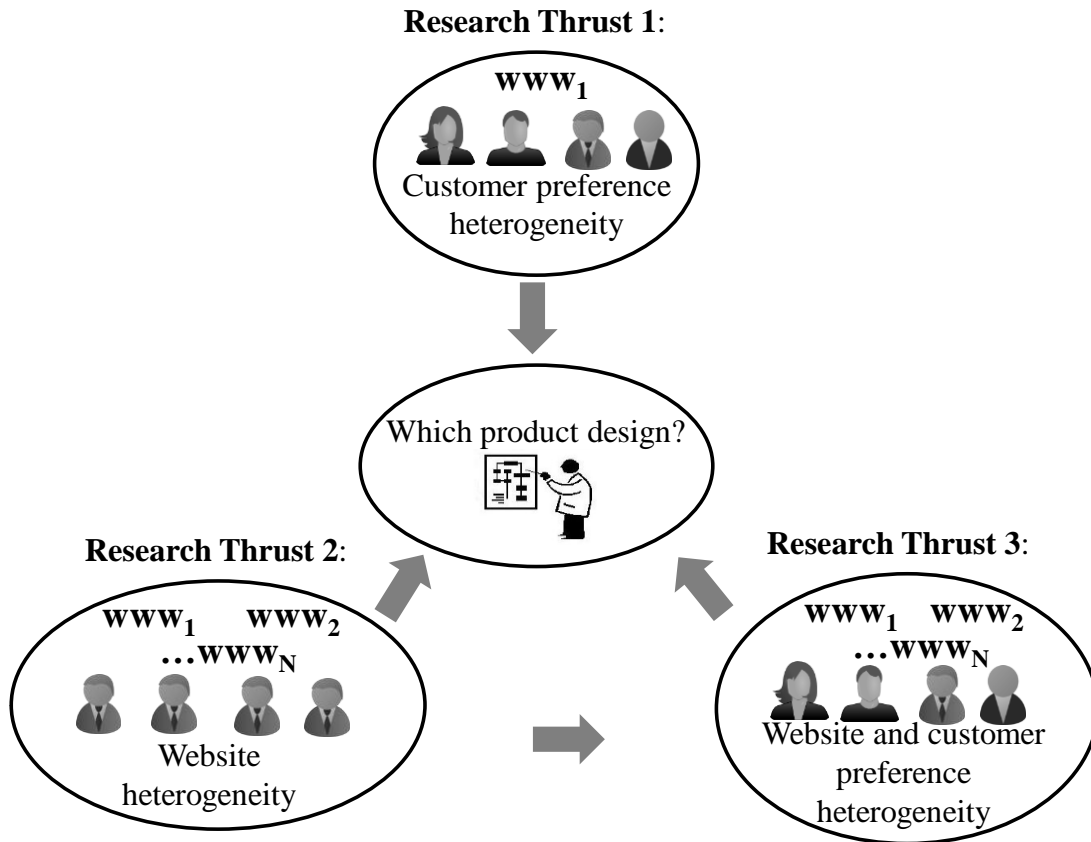 Research Thrust 1:
www1
Customer preference
heterogeneity
Which product design?
Research Thrust 2:
www1 www2
...wwwN
Website
heterogeneity
Research Thrust 3:
www1 www2
...wwwN
Website and customer
preference
heterogeneity